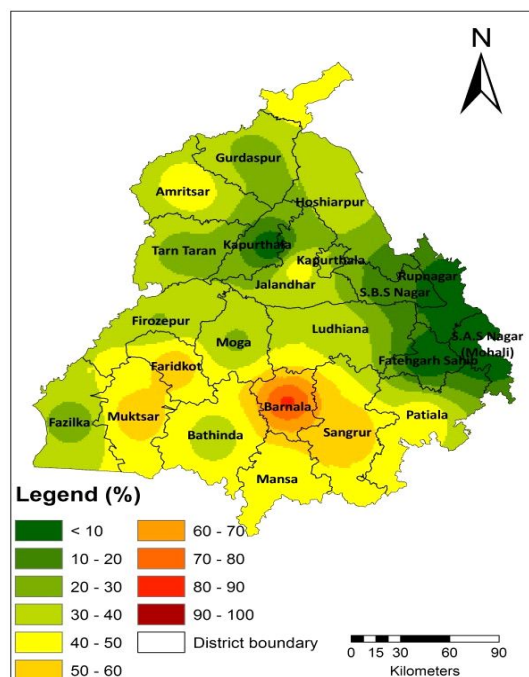 N
Gurdaspur
Amritsar
Hoshiarpur
Kapurthala
Tarn Taran
Kapurthala
Rupnagar
Jalandhar
S.B.S Nagar
Firozepur
Ludhiana
S.A.S Nagar
(Mohali)
Moga
Fatehgarh Sahib
Faridkot
Fazilka
Muktsar
Barnala
Patiala
Bathinda
Sangrur
Mansa
Legend (%)
< 10
10 - 20
20 - 30
30 - 40
40 - 50
50 - 60
60 - 70
70 - 80
80 - 90
90 - 100
District boundary
0 15 30 60 90
Kilometers